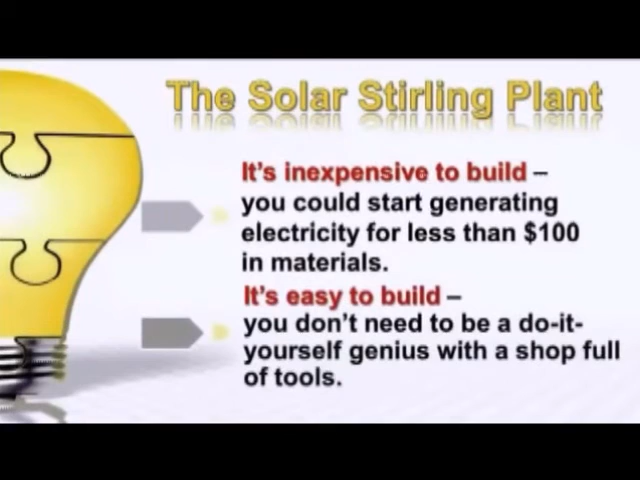 The Solar Stirling Plant
It's inexpensive to build –
you could start generating
electricity for less than $100
in materials.
It's easy to build –
you don't need to be a do-it-
yourself genius with a shop full
of tools.